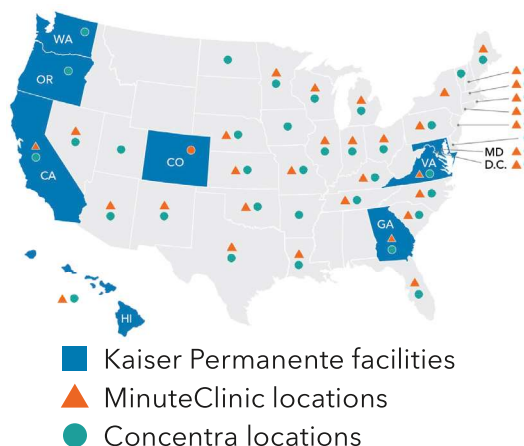 WA
OR
CA
CO
MD
VA
D.C.
GA
HI
Kaiser Permanente facilities
MinuteClinic locations
Concentra locations